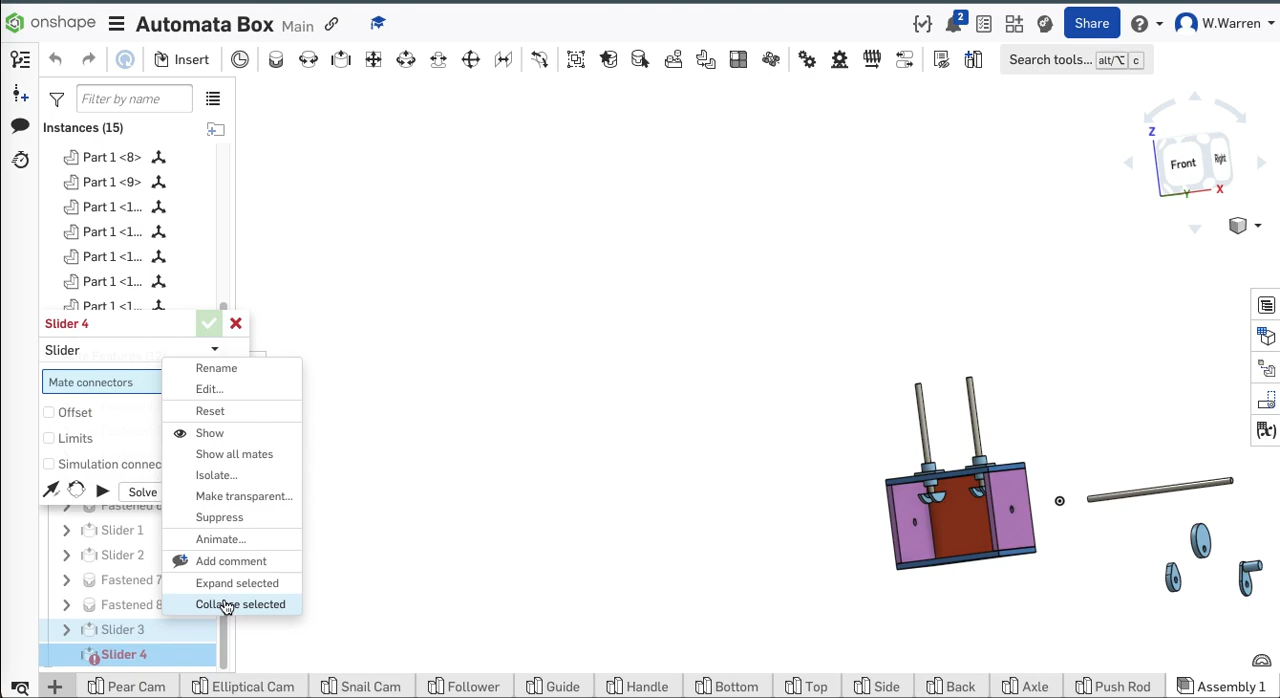 onshape Automata Box Main 2 Share W.Warren
Insert Search tools... alt/⌥ c
Filter by name
Instances (15)
Part 1 <8>
Part 1 <9>
Part 1 <1...
Part 1 <1...
Part 1 <1...
Part 1 <1...
Part 1 <1...
Slider 4
Slider
Mate connectors
Offset
Limits
Simulation connec
Solve
Rename
Edit...
Reset
Show
Show all mates
Isolate...
Make transparent...
Suppress
Animate...
Add comment
Expand selected
Collapse selected
Fastened 6
Slider 1
Slider 2
Fastened 7
Fastened 8
Slider 3
Slider 4
Z
Front Right
X
Y
(x)
Pear Cam Elliptical Cam Snail Cam Follower Guide Handle Bottom Top Side Back Axle Push Rod Assembly 1